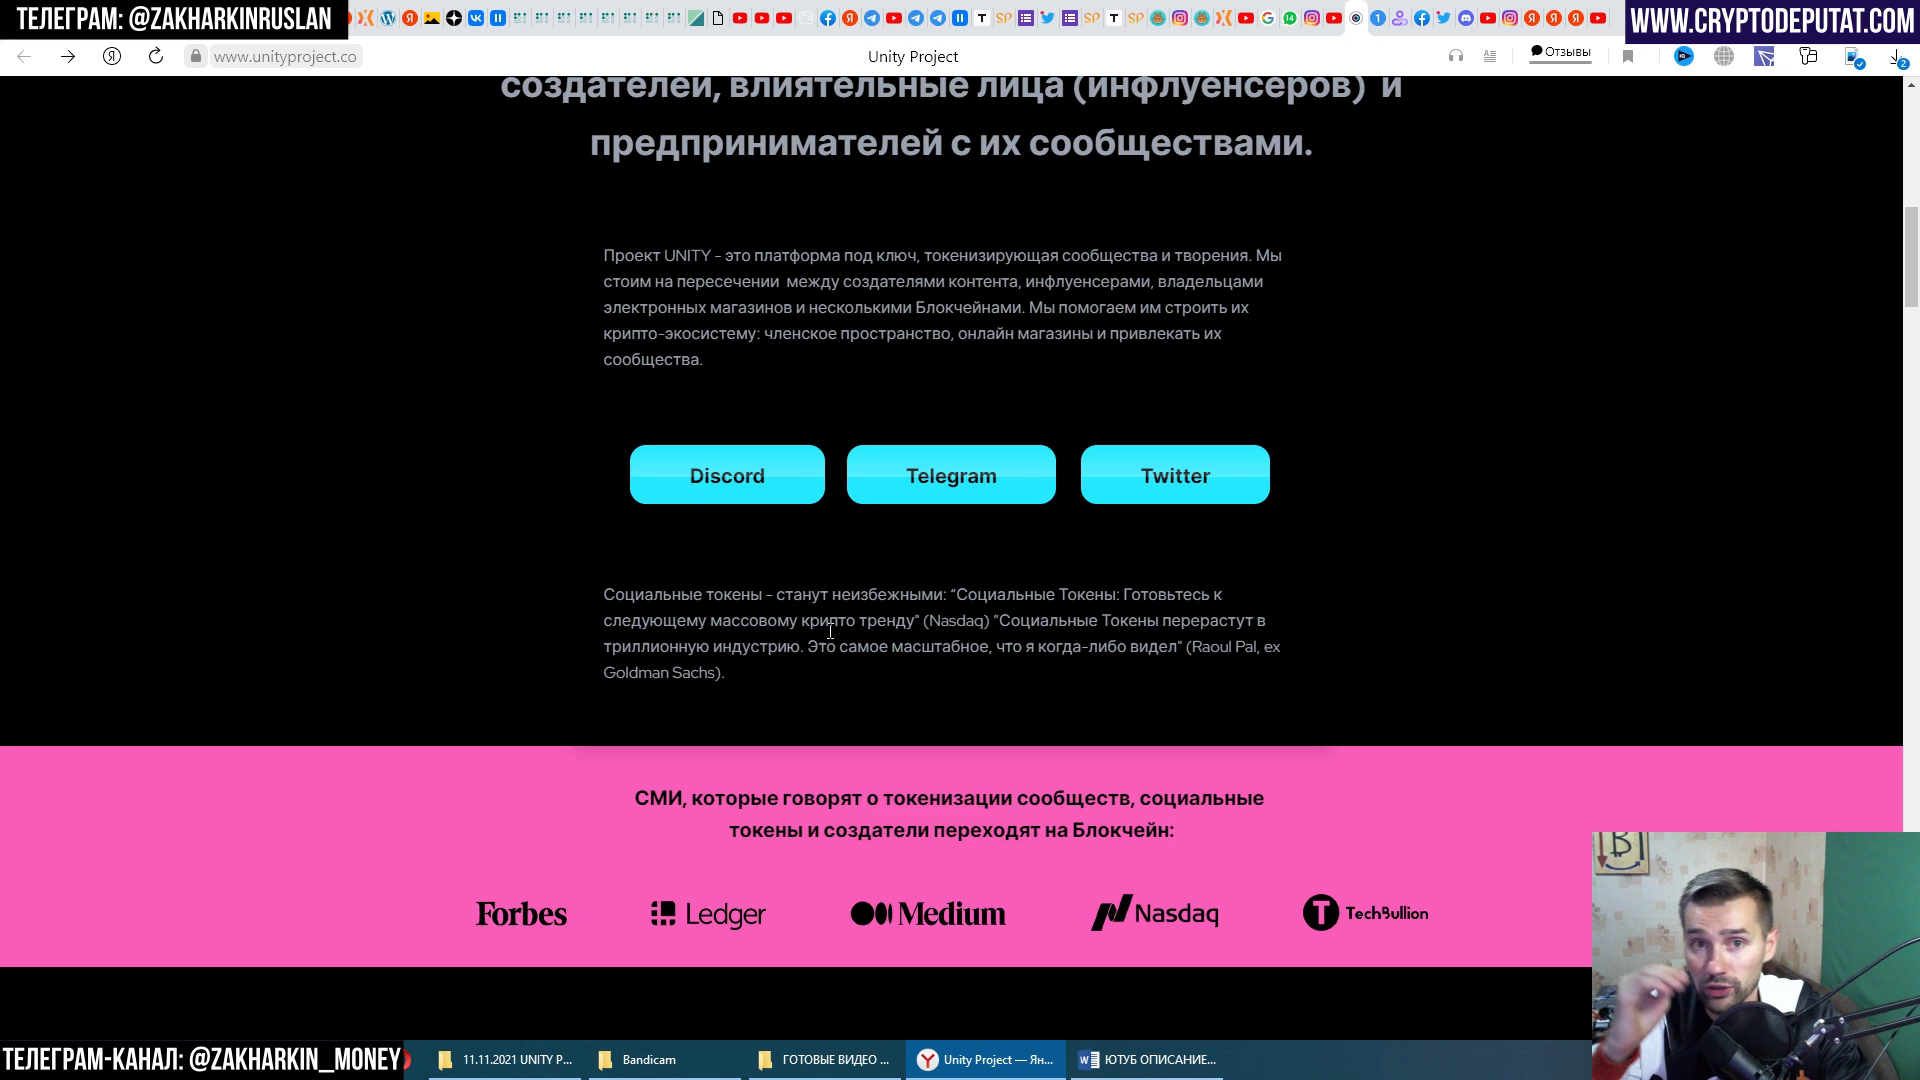 ТЕЛЕГРАМ: @ZAKHARKINRUSLAN
WWW.CRYPTODEPUTAT.COM
www.unityproject.co
Unity Project
Отзывы
создателей, влиятельные лица (инфлуенсеров) и
предпринимателей с их сообществами.
Проект UNITY - это платформа под ключ, токенизирующая сообщества и творения. Мы
стоим на пересечении между создателями контента, инфлуенсерами, владельцами
электронных магазинов и несколькими Блокчейнами. Мы помогаем им строить их
крипто-экосистему: членское пространство, онлайн магазины и привлекать их
сообщества.
Discord
Telegram
Twitter
Социальные токены - станут неизбежными: "Социальные Токены: Готовьтесь к
следующему массовому крипто тренду" (Nasdaq) "Социальные Токены перерастут в
триллионную индустрию. Это самое масштабное, что я когда-либо видел" (Raoul Pal, ex
Goldman Sachs).
СМИ, которые говорят о токенизации сообществ, социальные
токены и создатели переходят на Блокчейн:
Forbes
Ledger
Medium
Nasdaq
TechBullion
ТЕЛЕГРАМ-КАНАЛ: @ZAKHARKIN_MONEY
11.11.2021 UNITY P...
Bandicam
ГОТОВЫЕ ВИДЕО ...
Unity Project — Ян...
ЮТУБ ОПИСАНИЕ...